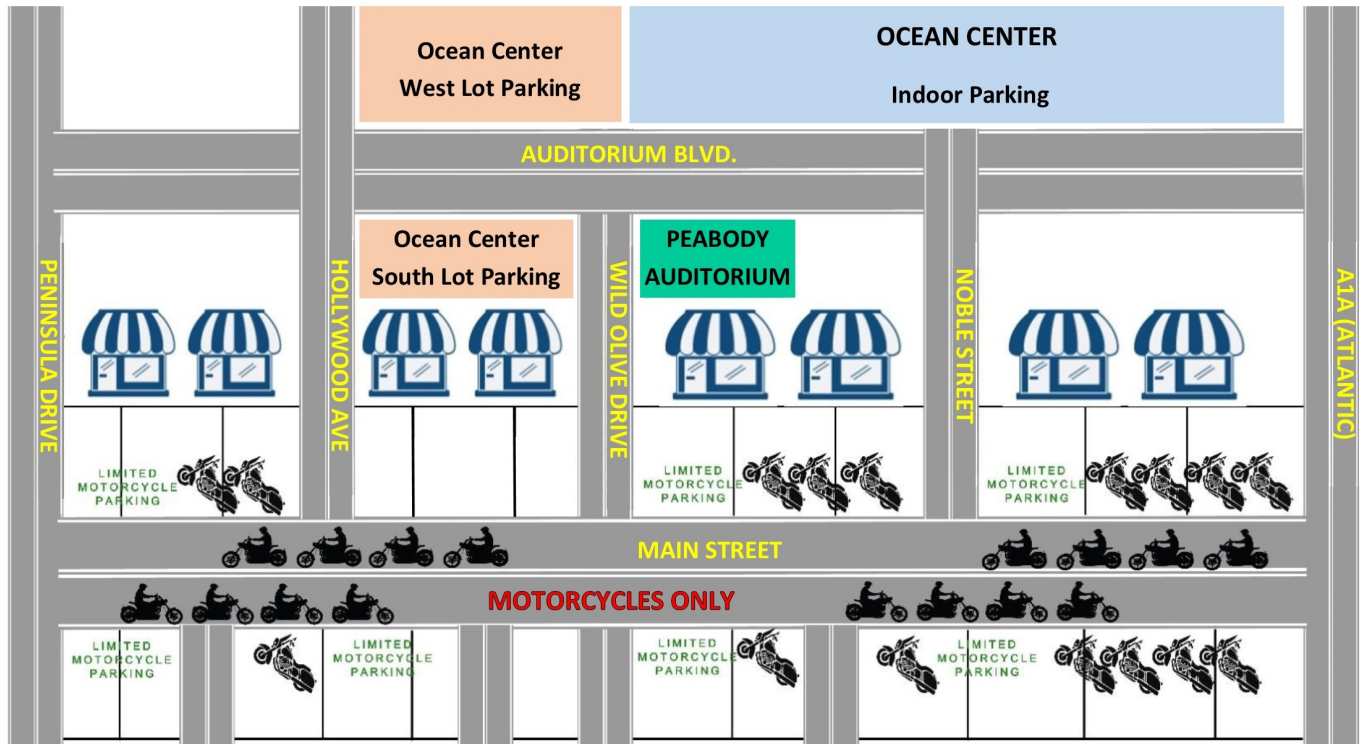 Ocean Center
West Lot Parking
OCEAN CENTER
Indoor Parking
AUDITORIUM BLVD.
Ocean Center
South Lot Parking
PEABODY
AUDITORIUM
PENINSULA DRIVE
HOLLYWOOD AVE
WILD OLIVE DRIVE
NOBLE STREET
A1A (ATLANTIC)
LIMITED
MOTORCYCLE
PARKING
LIMITED
MOTORCYCLE
PARKING
LIMITED
MOTORCYCLE
PARKING
MAIN STREET
MOTORCYCLES ONLY
LIMITED
MOTORCYCLE
PARKING
LIMITED
MOTORCYCLE
PARKING
LIMITED
MOTORCYCLE
PARKING
LIMITED
MOTORCYCLE
PARKING